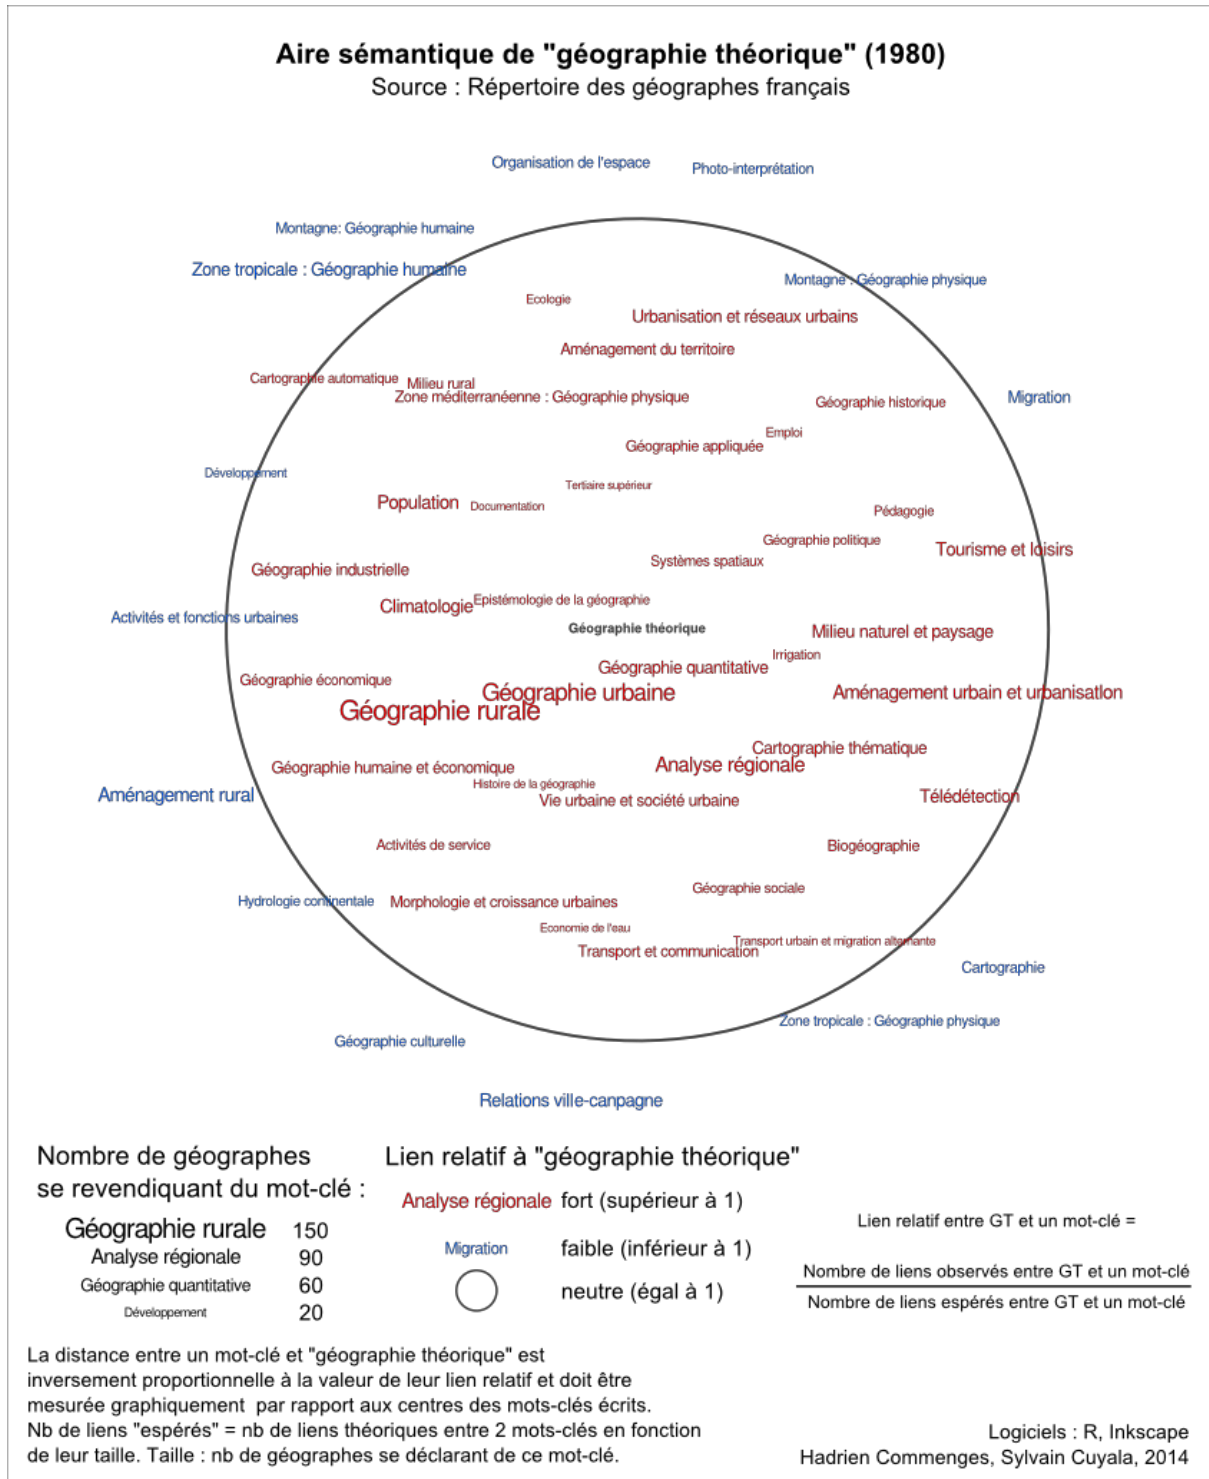 Aire sémantique de "géographie théorique" (1980)
Source : Répertoire des géographes français
Organisation de l'espace
Photo-interprétation
Montagne: Géographie humaine
Zone tropicale : Géographie humaine
Montagne : Géographie physique
Ecologie
Urbanisation et réseaux urbains
Aménagement du territoire
Cartographie automatique
Milieu rural
Zone méditerranéenne : Géographie physique
Géographie historique
Migration
Emploi
Géographie appliquée
Développement
Tertiaire supérieur
Population
Documentation
Pédagogie
Géographie politique
Tourisme et loisirs
Systèmes spatiaux
Géographie industrielle
Climatologie
Epistémologie de la géographie
Activités et fonctions urbaines
Géographie théorique
Milieu naturel et paysage
Irrigation
Géographie quantitative
Géographie économique
Géographie urbaine
Aménagement urbain et urbanisatIon
Géographie rurale
Cartographie thématique
Analyse régionale
Géographie humaine et économique
Histoire de la géographie
Aménagement rural
Vie urbaine et société urbaine
Télédétection
Activités de service
Biogéographie
Géographie sociale
Hydrologie continentale
Morphologie et croissance urbaines
Economie de l'eau
Transport urbain et migration alternante
Transport et communication
Cartographie
Zone tropicale : Géographie physique
Géographie culturelle
Relations ville-canpagne
Nombre de géographes
se revendiquant du mot-clé :
Géographie rurale 150
Analyse régionale 90
Géographie quantitative 60
Développement 20
Lien relatif à "géographie théorique"
Analyse régionale fort (supérieur à 1)
Migration faible (inférieur à 1)
neutre (égal à 1)
Lien relatif entre GT et un mot-clé =
Nombre de liens observés entre GT et un mot-clé
Nombre de liens espérés entre GT et un mot-clé
La distance entre un mot-clé et "géographie théorique" est
inversement proportionnelle à la valeur de leur lien relatif et doit être
mesurée graphiquement par rapport aux centres des mots-clés écrits.
Nb de liens "espérés" = nb de liens théoriques entre 2 mots-clés en fonction
de leur taille. Taille : nb de géographes se déclarant de ce mot-clé.
Logiciels : R, Inkscape
Hadrien Commenges, Sylvain Cuyala, 2014